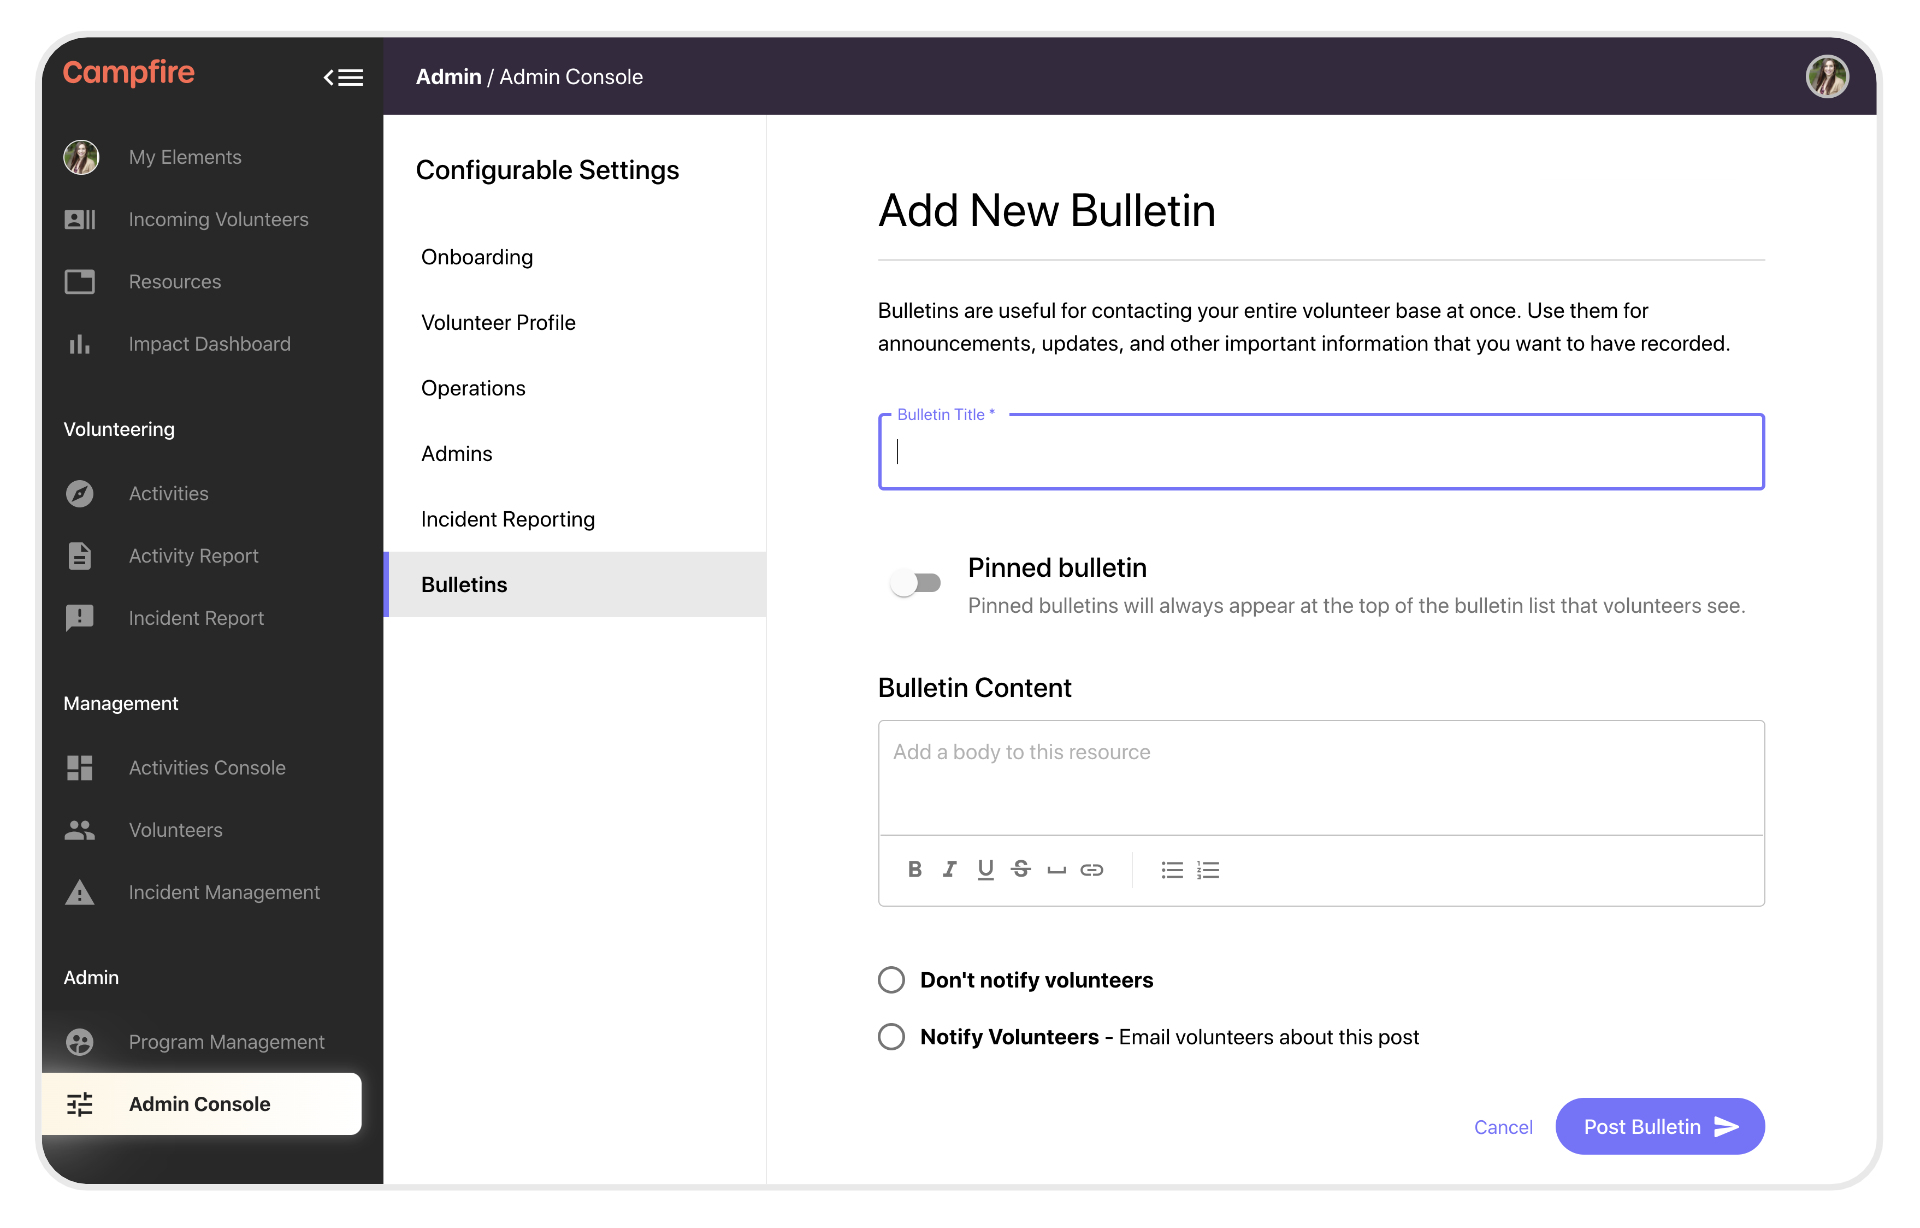 Campfire
My Elements
Incoming Volunteers
Resources
Impact Dashboard
Volunteering
Activities
Activity Report
Incident Report
Management
Activities Console
Volunteers
Incident Management
Admin
Program Management
Admin Console
Admin / Admin Console
Configurable Settings
Onboarding
Volunteer Profile
Operations
Admins
Incident Reporting
Bulletins
Add New Bulletin
Bulletins are useful for contacting your entire volunteer base at once. Use them for
announcements, updates, and other important information that you want to have recorded.
Bulletin Title *
Pinned bulletin
Pinned bulletins will always appear at the top of the bulletin list that volunteers see.
Bulletin Content
Add a body to this resource
B I U S
Don't notify volunteers
Notify Volunteers - Email volunteers about this post
Cancel
Post Bulletin